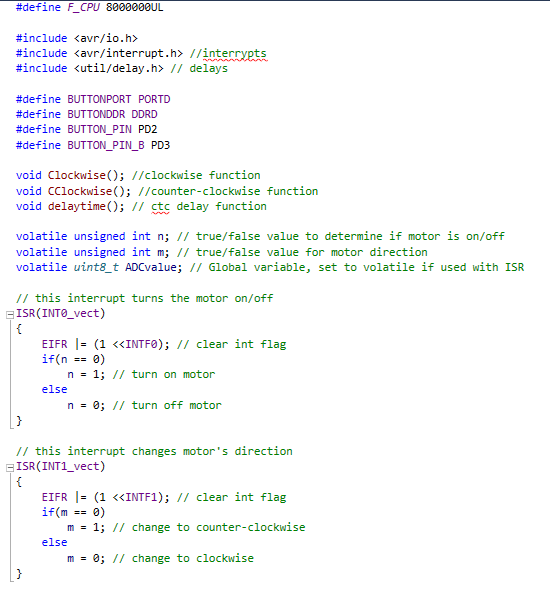 #define F_CPU 8000000UL
#include <avr/io.h>
#include <avr/interrupt.h> //interrypts
#include <util/delay.h> // delays
#define BUTTONPORT PORTD
#define BUTTONDDR DDRD
#define BUTTON_PIN PD2
#define BUTTON_PIN_B PD3
void Clockwise(); //clockwise function
void CClockwise(); //counter-clockwise function
void delaytime(); // ctc delay function
volatile unsigned int n; // true/false value to determine if motor is on/off
volatile unsigned int m; // true/false value for motor direction
volatile uint8_t ADCvalue; // Global variable, set to volatile if used with ISR
// this interrupt turns the motor on/off
ISR(INT0_vect)
{
EIFR |= (1 <<INTF0); // clear int flag
if(n == 0)
n = 1; // turn on motor
else
n = 0; // turn off motor
}
// this interrupt changes motor's direction
ISR(INT1_vect)
{
EIFR |= (1 <<INTF1); // clear int flag
if(m == 0)
m = 1; // change to counter-clockwise
else
m = 0; // change to clockwise
}